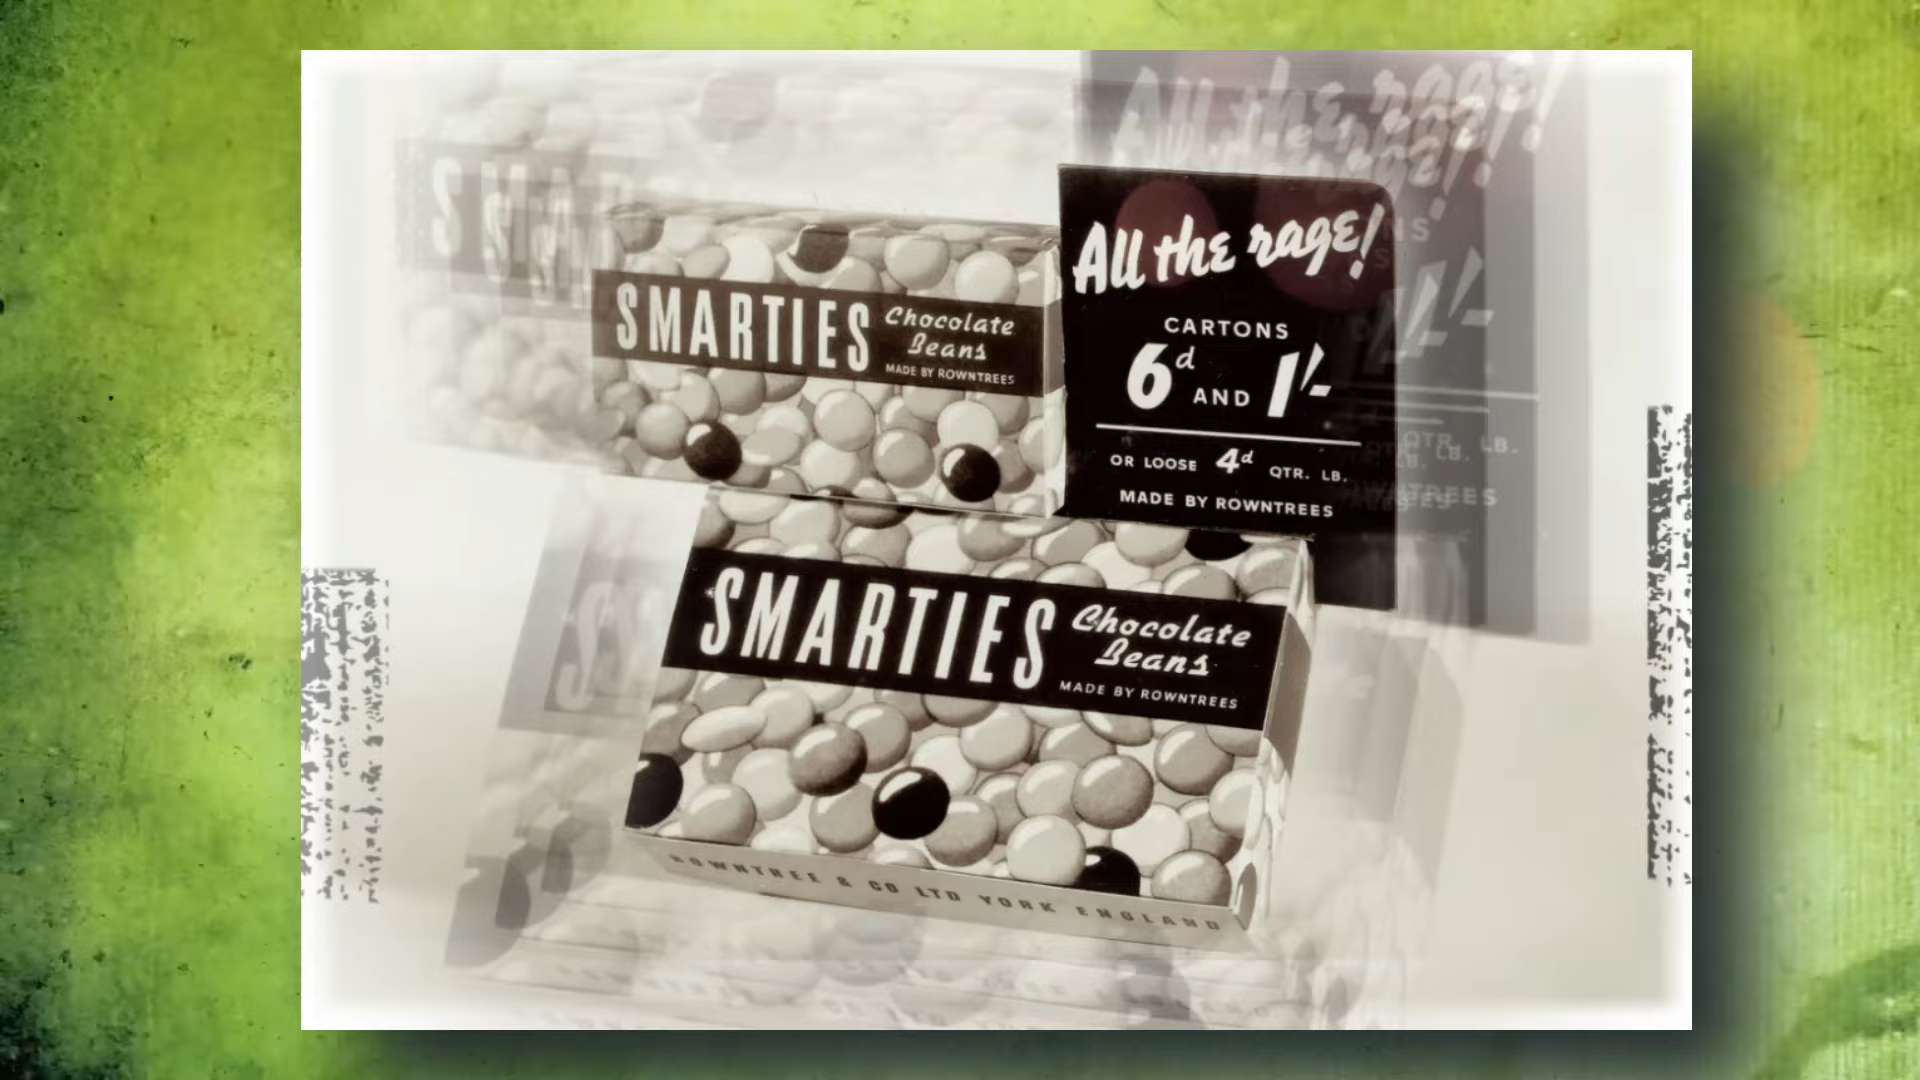 All the rage!
CARTONS
6d AND 1/-
OR LOOSE 4d QTR. LB.
MADE BY ROWNTREES
SMARTIES Chocolate
Beans
MADE BY ROWNTREES
SMARTIES Chocolate
Beans
MADE BY ROWNTREES
ROWNTREE & CO LTD YORK ENGLAND